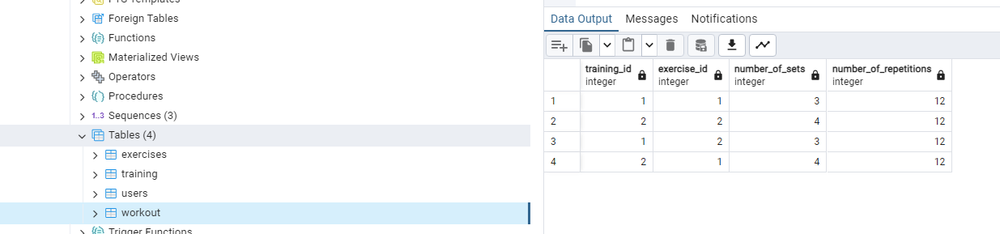 FTS Templates
Foreign Tables
Functions
Materialized Views
Operators
Procedures
1..3 Sequences (3)
Tables (4)
exercises
training
users
workout
Trigger Functions
Data Output Messages Notifications
training_id exercise_id number_of_sets number_of_repetitions
integer integer integer integer
1 1 1 3 12
2 2 2 4 12
3 1 2 3 12
4 2 1 4 12